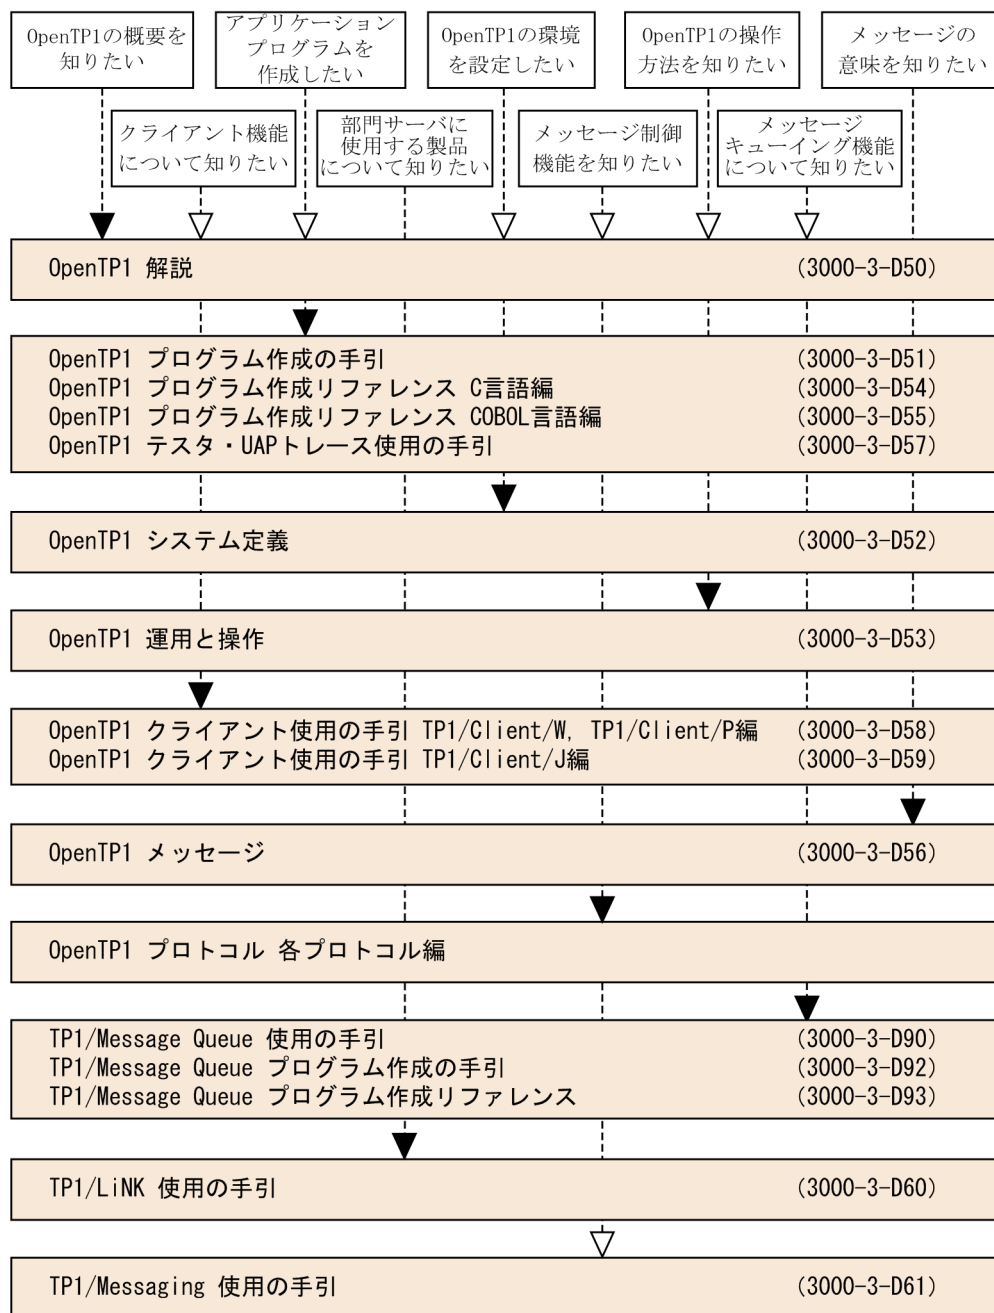 OpenTP1の概要を
知りたい
アプリケーション
プログラムを
作成したい
OpenTP1の環境
を設定したい
OpenTP1の操作
方法を知りたい
メッセージの
意味を知りたい
クライアント機能
について知りたい
部門サーバに
使用する製品
について知りたい
メッセージ制御
機能を知りたい
メッセージ
キューイング機能
について知りたい
OpenTP1 解説 (3000-3-D50)
OpenTP1 プログラム作成の手引 (3000-3-D51)
OpenTP1 プログラム作成リファレンス C言語編 (3000-3-D54)
OpenTP1 プログラム作成リファレンス COBOL言語編 (3000-3-D55)
OpenTP1 テスタ・UAPトレース使用の手引 (3000-3-D57)
OpenTP1 システム定義 (3000-3-D52)
OpenTP1 運用と操作 (3000-3-D53)
OpenTP1 クライアント使用の手引 TP1/Client/W, TP1/Client/P編 (3000-3-D58)
OpenTP1 クライアント使用の手引 TP1/Client/J編 (3000-3-D59)
OpenTP1 メッセージ (3000-3-D56)
OpenTP1 プロトコル 各プロトコル編
TP1/Message Queue 使用の手引 (3000-3-D90)
TP1/Message Queue プログラム作成の手引 (3000-3-D92)
TP1/Message Queue プログラム作成リファレンス (3000-3-D93)
TP1/LiNK 使用の手引 (3000-3-D60)
TP1/Messaging 使用の手引 (3000-3-D61)